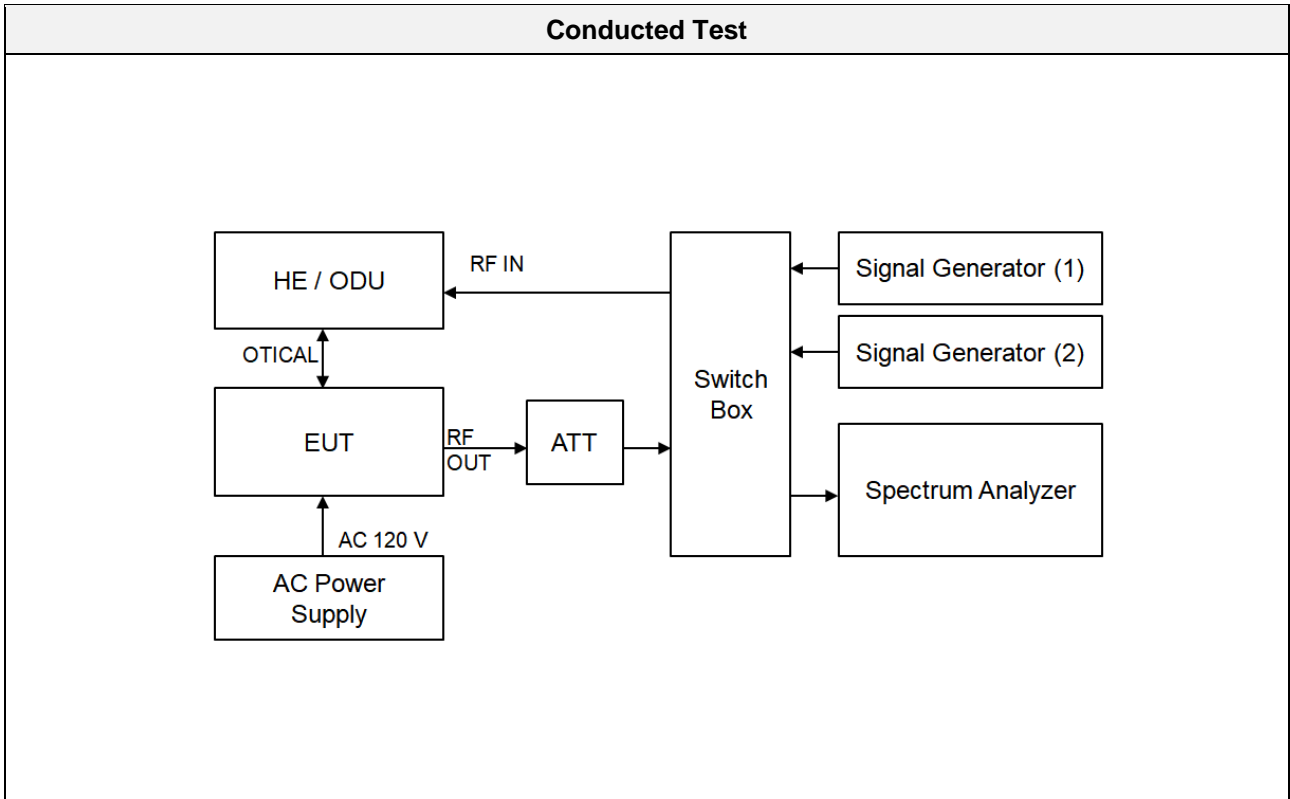 Conducted Test
HE / ODU
RF IN
Signal Generator (1)
OTICAL
Signal Generator (2)
Switch
Box
EUT
RF
OUT
ATT
Spectrum Analyzer
AC 120 V
AC Power
Supply